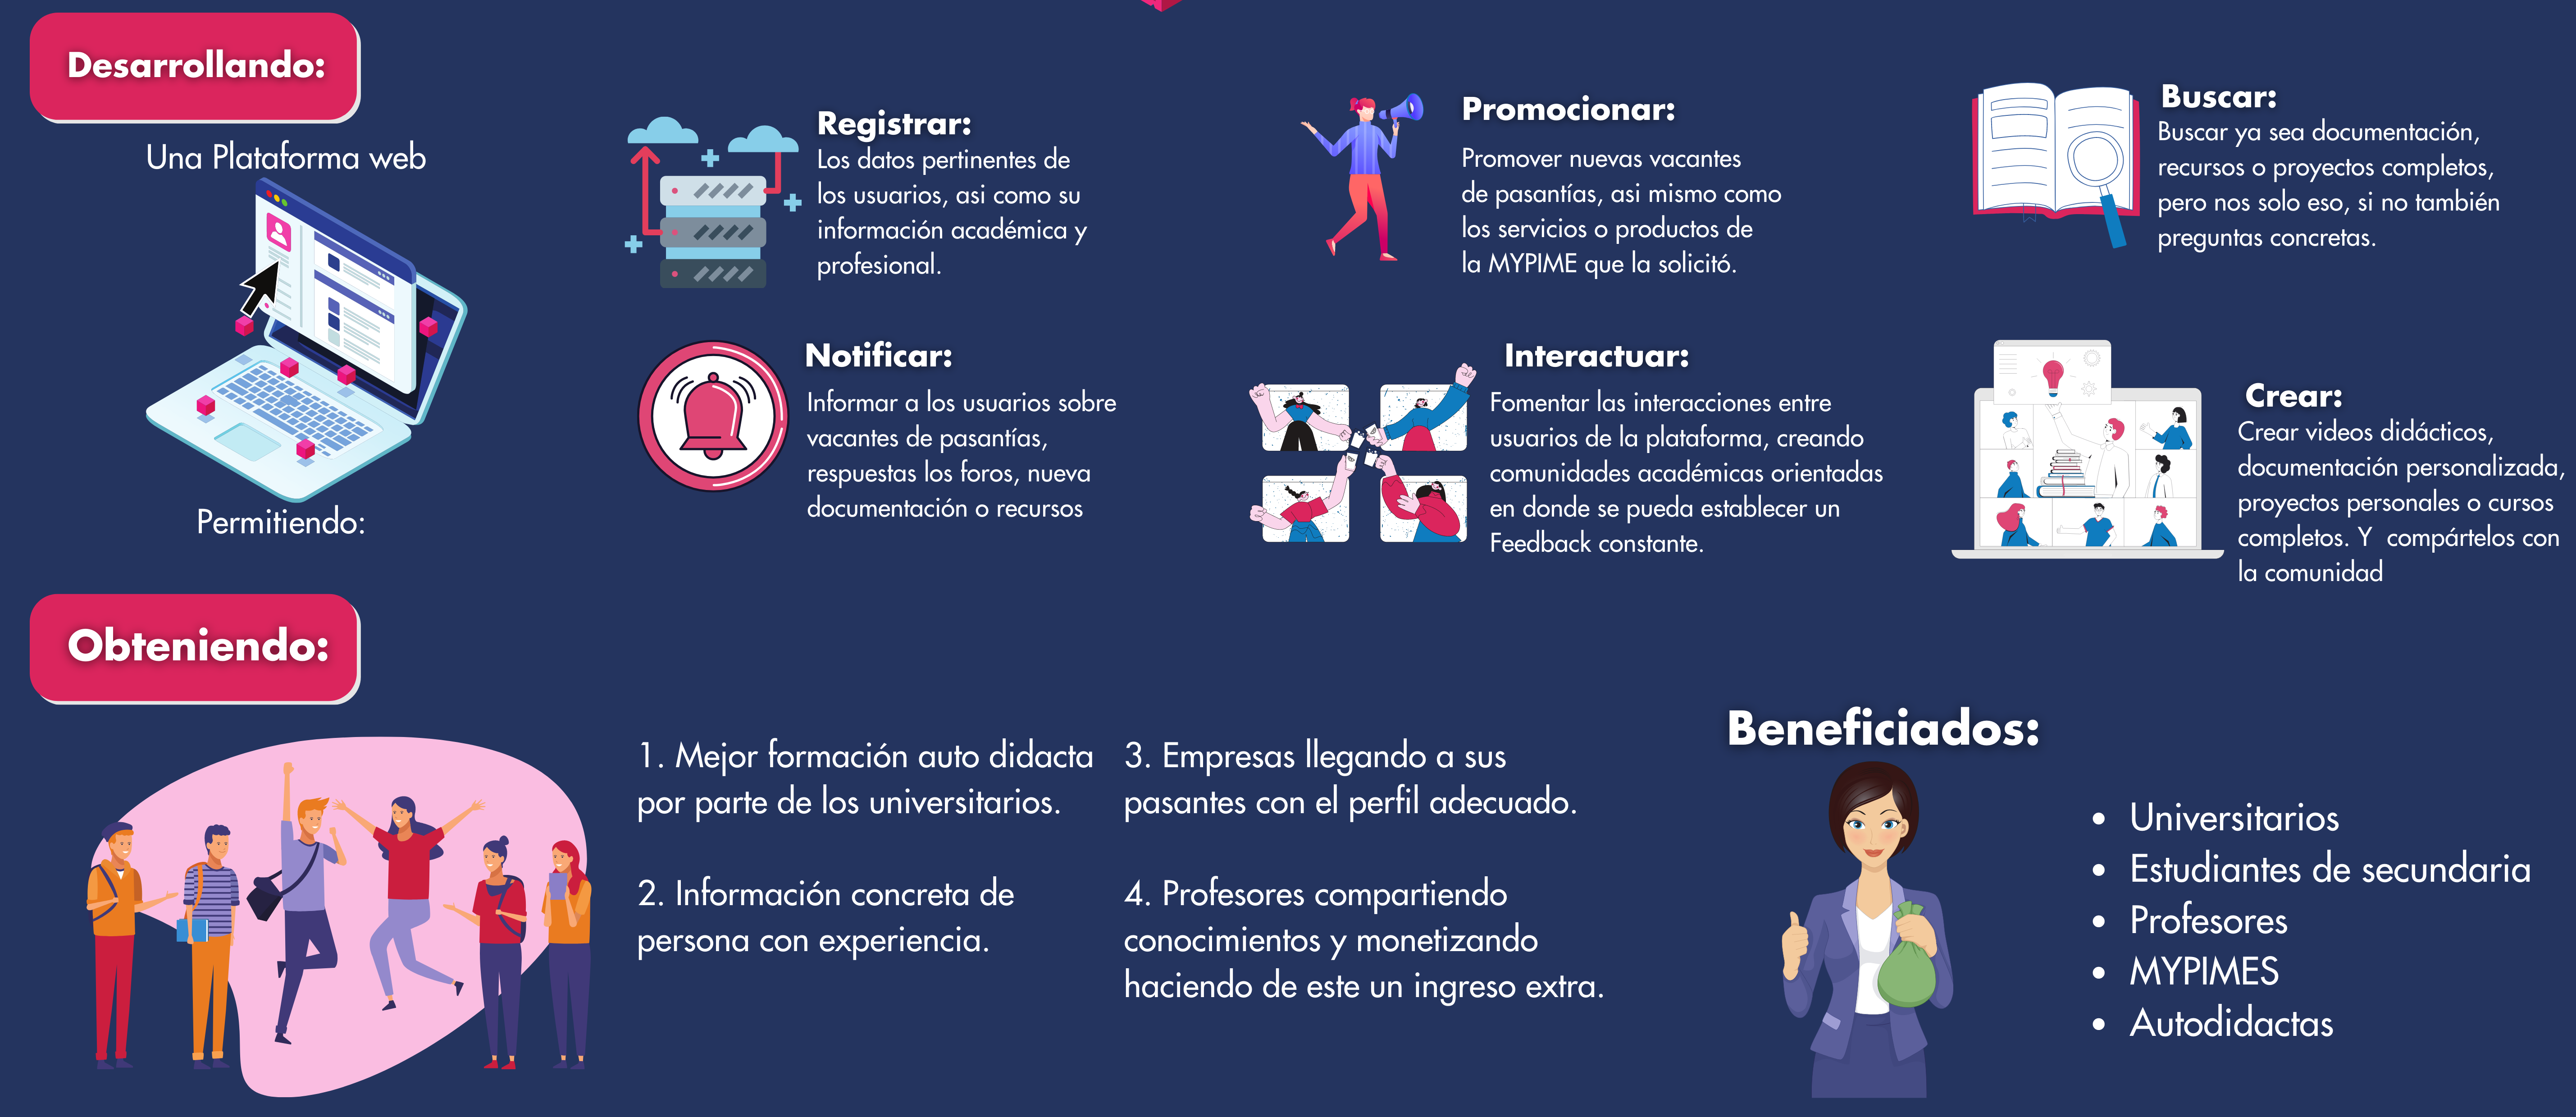 Desarrollando:
Una Plataforma web
Permitiendo:
Registrar:
Los datos pertinentes de
los usuarios, asi como su
información académica y
profesional.
Promocionar:
Promover nuevas vacantes
de pasantías, asi mismo como
los servicios o productos de
la MYPIME que la solicitó.
Buscar:
Buscar ya sea documentación,
recursos o proyectos completos,
pero nos solo eso, si no también
preguntas concretas.
Notificar:
Informar a los usuarios sobre
vacantes de pasantías,
respuestas los foros, nueva
documentación o recursos
Interactuar:
Fomentar las interacciones entre
usuarios de la plataforma, creando
comunidades académicas orientadas
en donde se pueda establecer un
Feedback constante.
Crear:
Crear videos didácticos,
documentación personalizada,
proyectos personales o cursos
completos. Y  compártelos con
la comunidad
Obteniendo:
1. Mejor formación auto didacta
por parte de los universitarios.
2. Información concreta de
persona con experiencia.
3. Empresas llegando a sus
pasantes con el perfil adecuado.
4. Profesores compartiendo
conocimientos y monetizando
haciendo de este un ingreso extra.
Beneficiados:
• Universitarios
• Estudiantes de secundaria
• Profesores
• MYPIMES
• Autodidactas